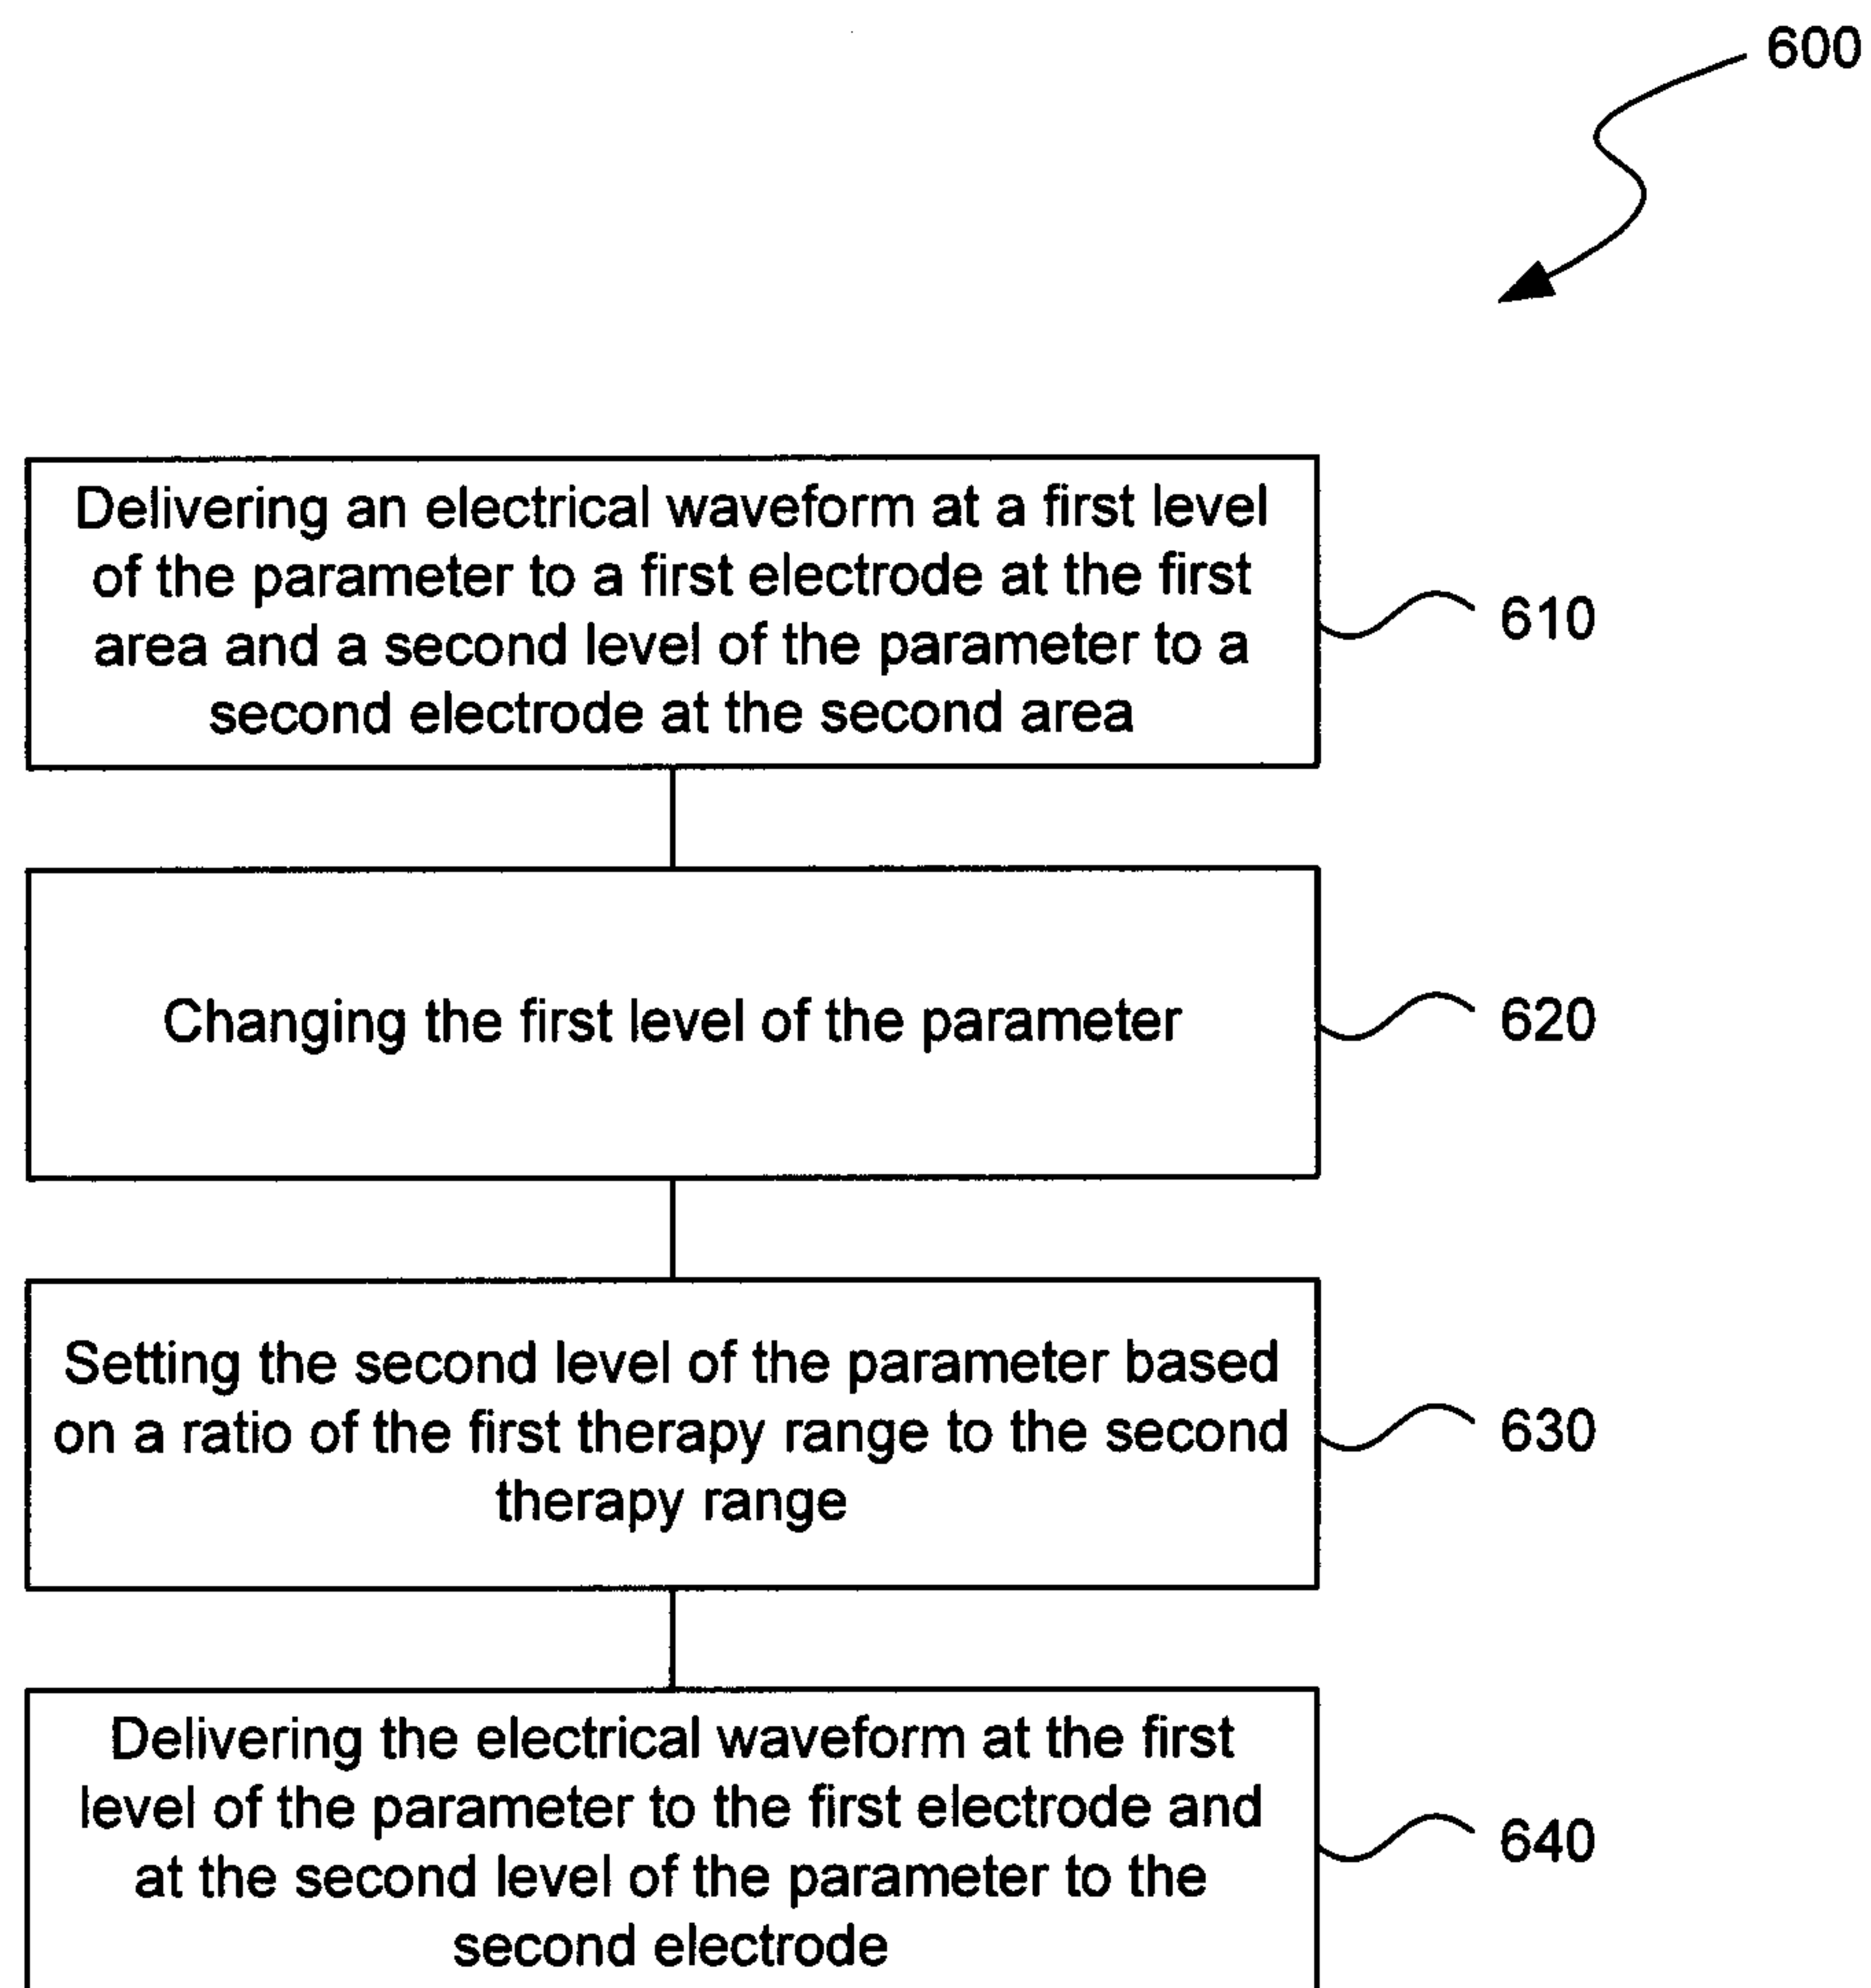 600
Delivering an electrical waveform at a first level
of the parameter to a first electrode at the first
area and a second level of the parameter to a
second electrode at the second area
610
Changing the first level of the parameter
620
Setting the second level of the parameter based
on a ratio of the first therapy range to the second
therapy range
630
Delivering the electrical waveform at the first
level of the parameter to the first electrode and
at the second level of the parameter to the
second electrode
640